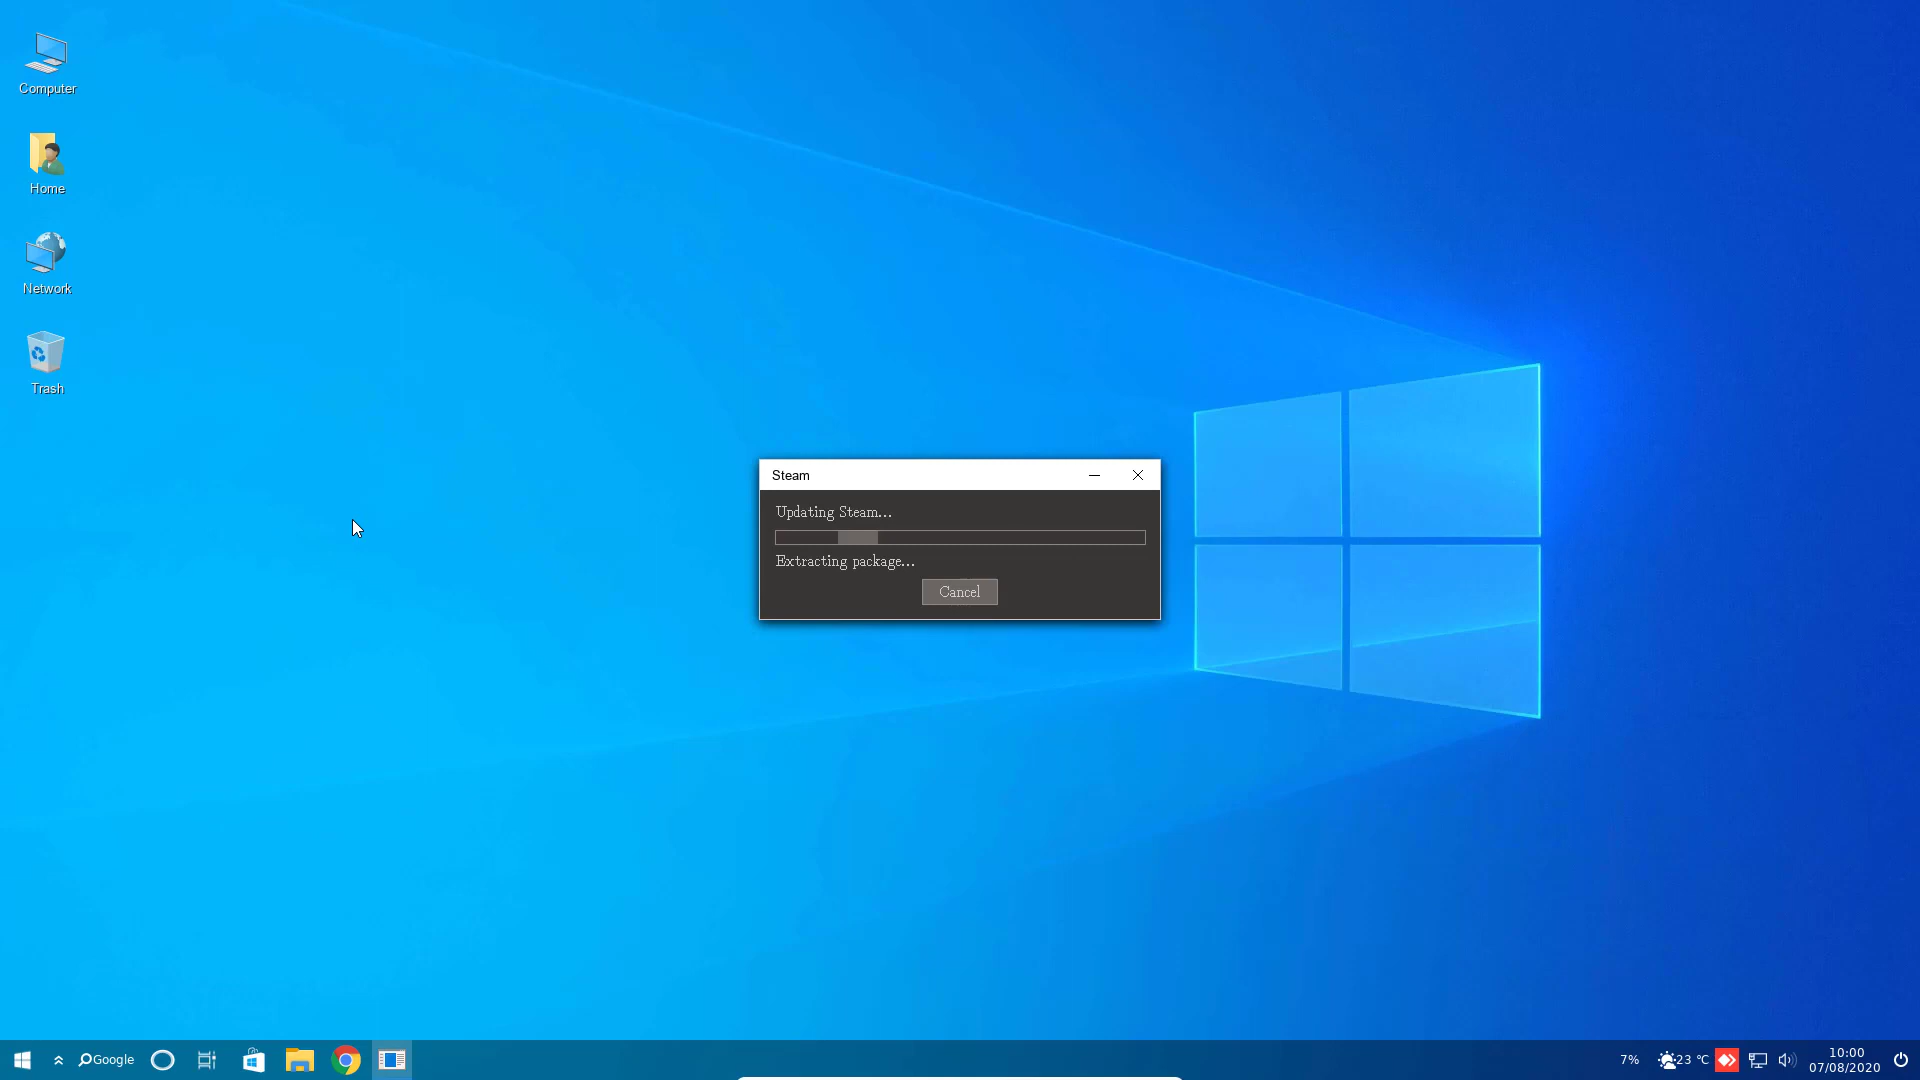 Computer
Home
Network
Trash
Steam
Updating Steam...
Extracting package...
Cancel
Google
7%
23 °C
10:00
07/08/2020